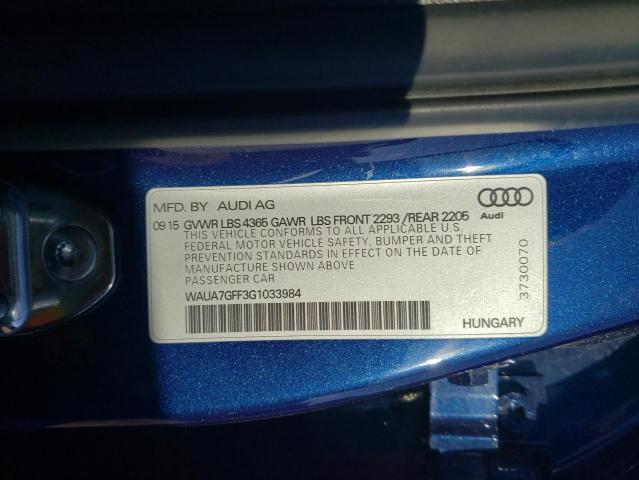 MFD. BY AUDI AG
09 15 GVWR LBS 4365 GAWR LBS FRONT 2293 /REAR 2205
THIS VEHICLE CONFORMS TO ALL APPLICABLE U.S.
FEDERAL MOTOR VEHICLE SAFETY, BUMPER AND THEFT
PREVENTION STANDARDS IN EFFECT ON THE DATE OF
MANUFACTURE SHOWN ABOVE
PASSENGER CAR
WAUA7GFF3G1033984
HUNGARY
Audi
3730070